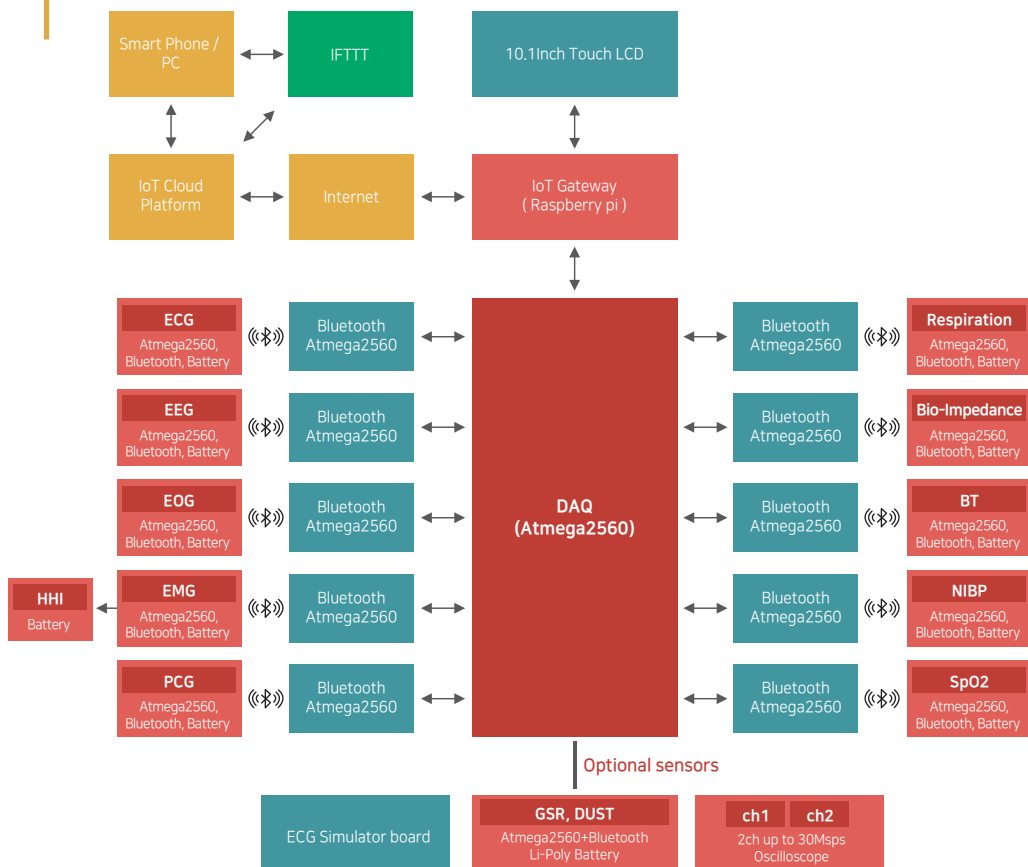 Smart Phone /
PC
IFTTT
10.1Inch Touch LCD
IoT Cloud
Platform
Internet
IoT Gateway
( Raspberry pi )
ECG
Atmega2560,
Bluetooth, Battery
Bluetooth
Atmega2560
Bluetooth
Atmega2560
Respiration
Atmega2560,
Bluetooth, Battery
EEG
Atmega2560,
Bluetooth, Battery
Bluetooth
Atmega2560
Bluetooth
Atmega2560
Bio-Impedance
Atmega2560,
Bluetooth, Battery
EOG
Atmega2560,
Bluetooth, Battery
Bluetooth
Atmega2560
DAQ
(Atmega2560)
Bluetooth
Atmega2560
BT
Atmega2560,
Bluetooth, Battery
HHI
Battery
EMG
Atmega2560,
Bluetooth, Battery
Bluetooth
Atmega2560
Bluetooth
Atmega2560
NIBP
Atmega2560,
Bluetooth, Battery
PCG
Atmega2560,
Bluetooth, Battery
Bluetooth
Atmega2560
Bluetooth
Atmega2560
SpO2
Atmega2560,
Bluetooth, Battery
Optional sensors
ECG Simulator board
GSR, DUST
Atmega2560+Bluetooth
Li-Poly Battery
ch1 ch2
2ch up to 30Msps
Oscilloscope